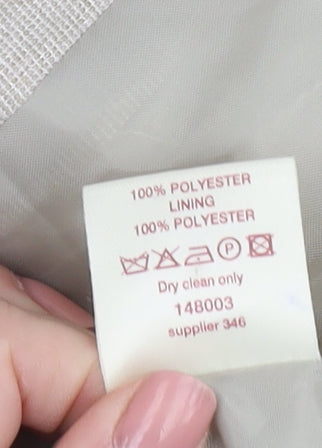 100% POLYESTER
LINING
100% POLYESTER
P
Dry clean only
148003
supplier 346